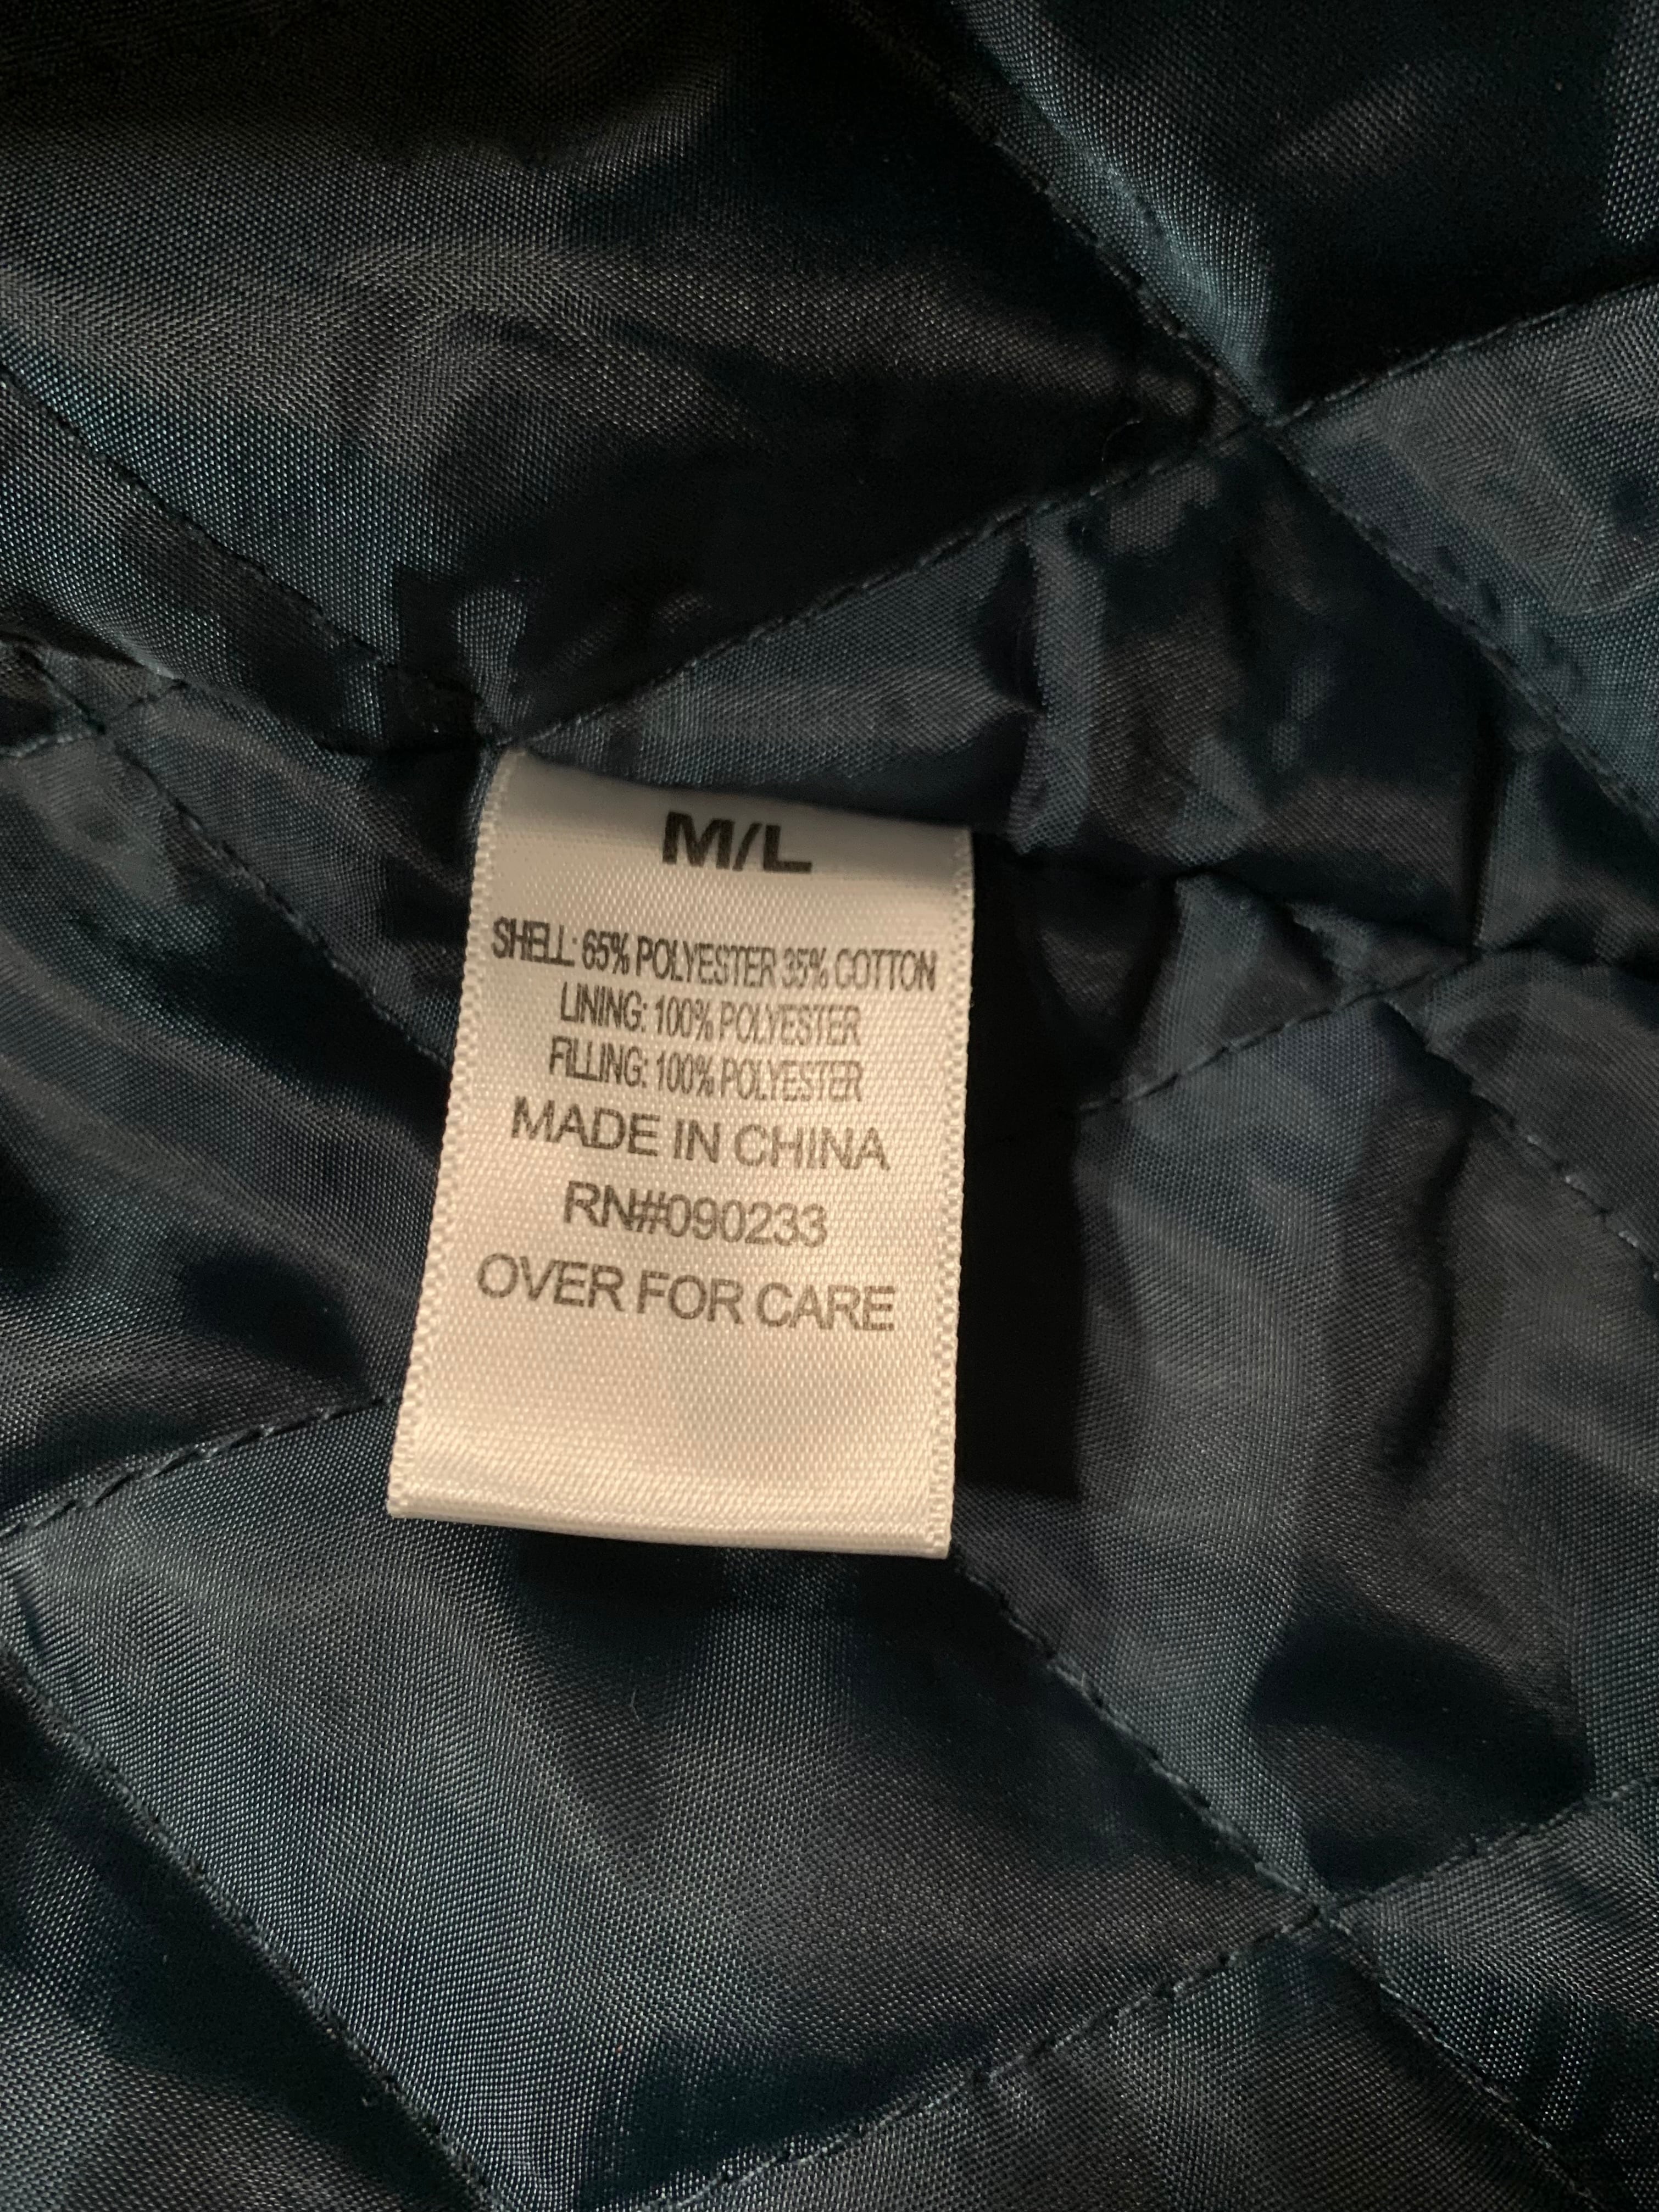 M/L
SHELL: 65% POLYESTER 35% COTTON
LINING: 100% POLYESTER
FILLING: 100% POLYESTER
MADE IN CHINA
RN#090233
OVER FOR CARE